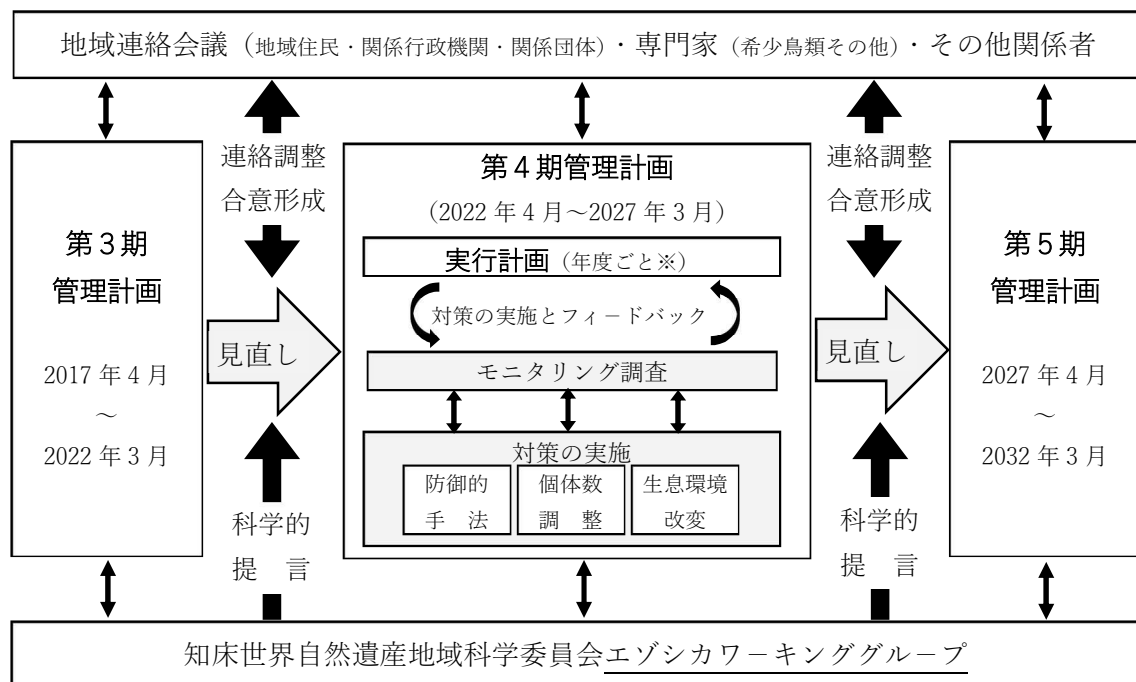 地域連絡会議（地域住民・関係行政機関・関係団体）・専門家（希少鳥類その他）・その他関係者
第３期
管理計画
2017 年 4 月
～
2022 年 3 月
連絡調整
合意形成
見直し
科学的
提　言
第４期管理計画
（2022 年 4 月～2027 年 3 月）
実行計画（年度ごと※）
対策の実施とフィ－ドバック
モニタリング調査
対策の実施
防御的
手　法
個体数
調　整
生息環境
改変
連絡調整
合意形成
見直し
科学的
提　言
第５期
管理計画
2027 年 4 月
～
2032 年 3 月
知床世界自然遺産地域科学委員会エゾシカワ－キンググル－プ